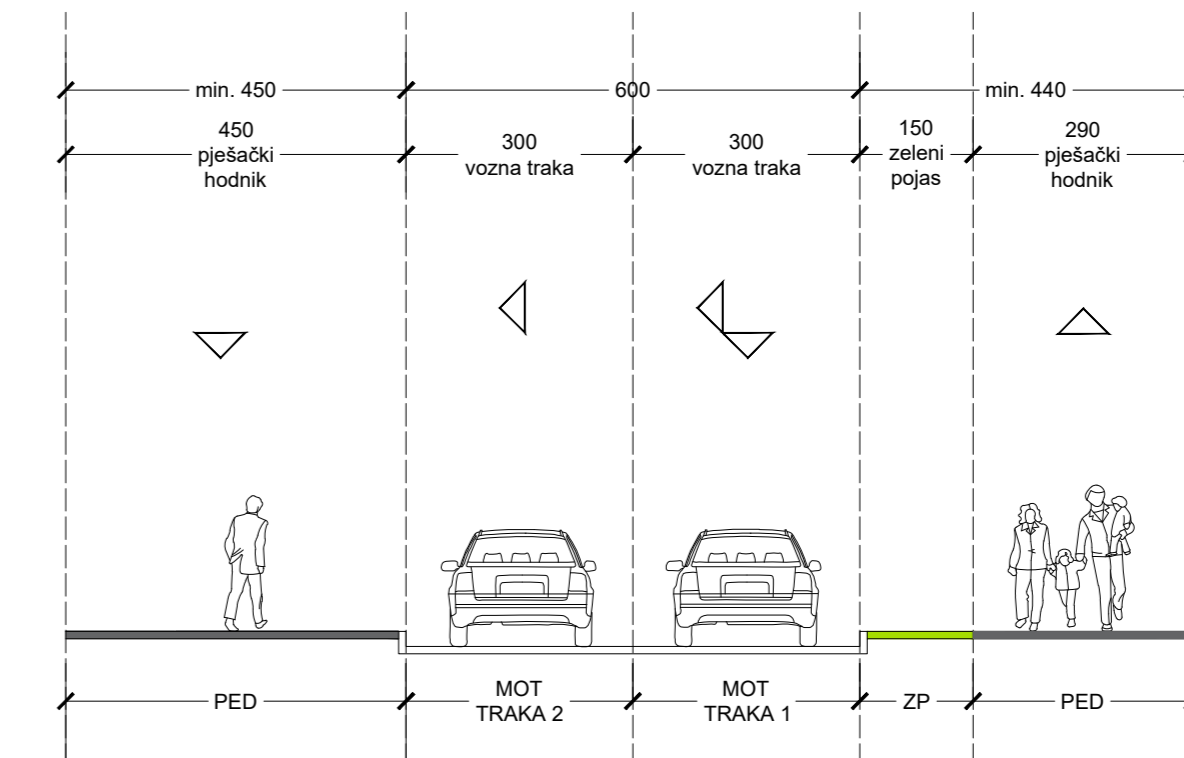 min. 450
600
min. 440
450
pješački
hodnik
300
vozna traka
300
vozna traka
150
zeleni
pojas
290
pješački
hodnik
PED
MOT
TRAKA 2
MOT
TRAKA 1
ZP
PED